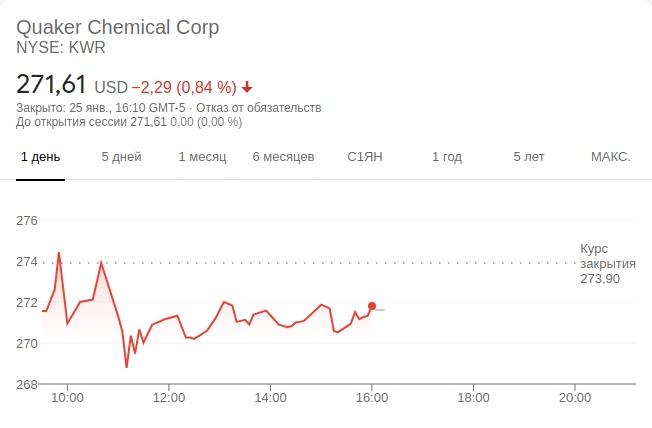 Quaker Chemical Corp
NYSE: KWR
271,61 USD −2,29 (0,84 %)
Закрыто: 25 янв., 16:10 GMT-5 · Отказ от обязательств
До открытия сессии 271,61 0,00 (0,00 %)
1 день 5 дней 1 месяц 6 месяцев С1ЯН 1 год 5 лет МАКС.
276
274
272
270
268
Курс
закрытия
273,90
10:00 12:00 14:00 16:00 18:00 20:00